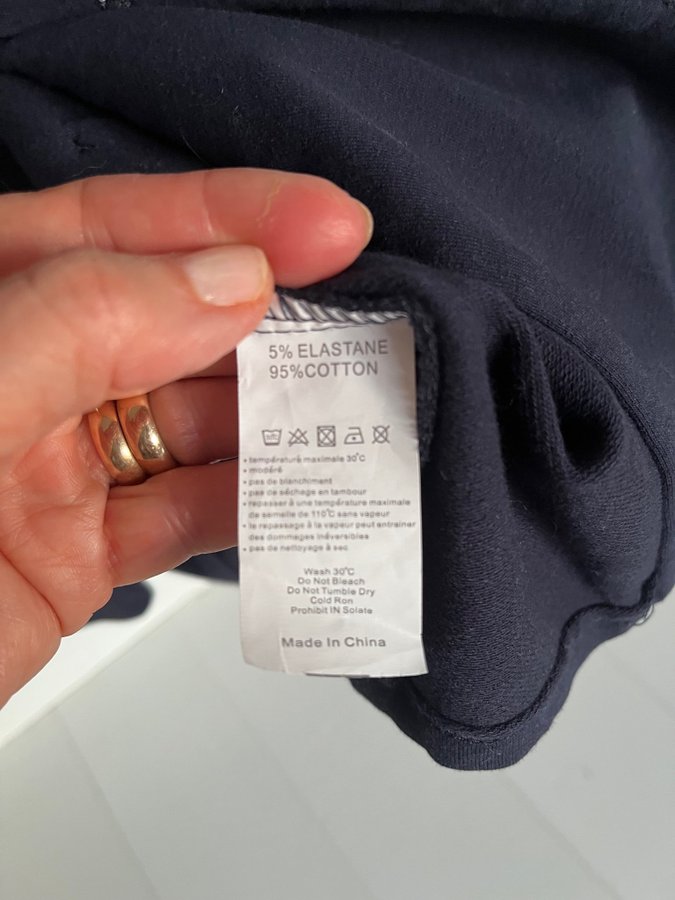 5% ELASTANE
95%COTTON
• température maximale 30°C
• modéré
• pas de blanchiment
• pas de séchage en tambour
• repasser à une température maximale
de semelle de 110°C sans vapeur
• le repassage à la vapeur peut entraîner
des dommages irréversibles
• pas de nettoyage à sec
Wash 30°C
Do Not Bleach
Do Not Tumble Dry
Cold Ron
Prohibit IN Solate
Made In China